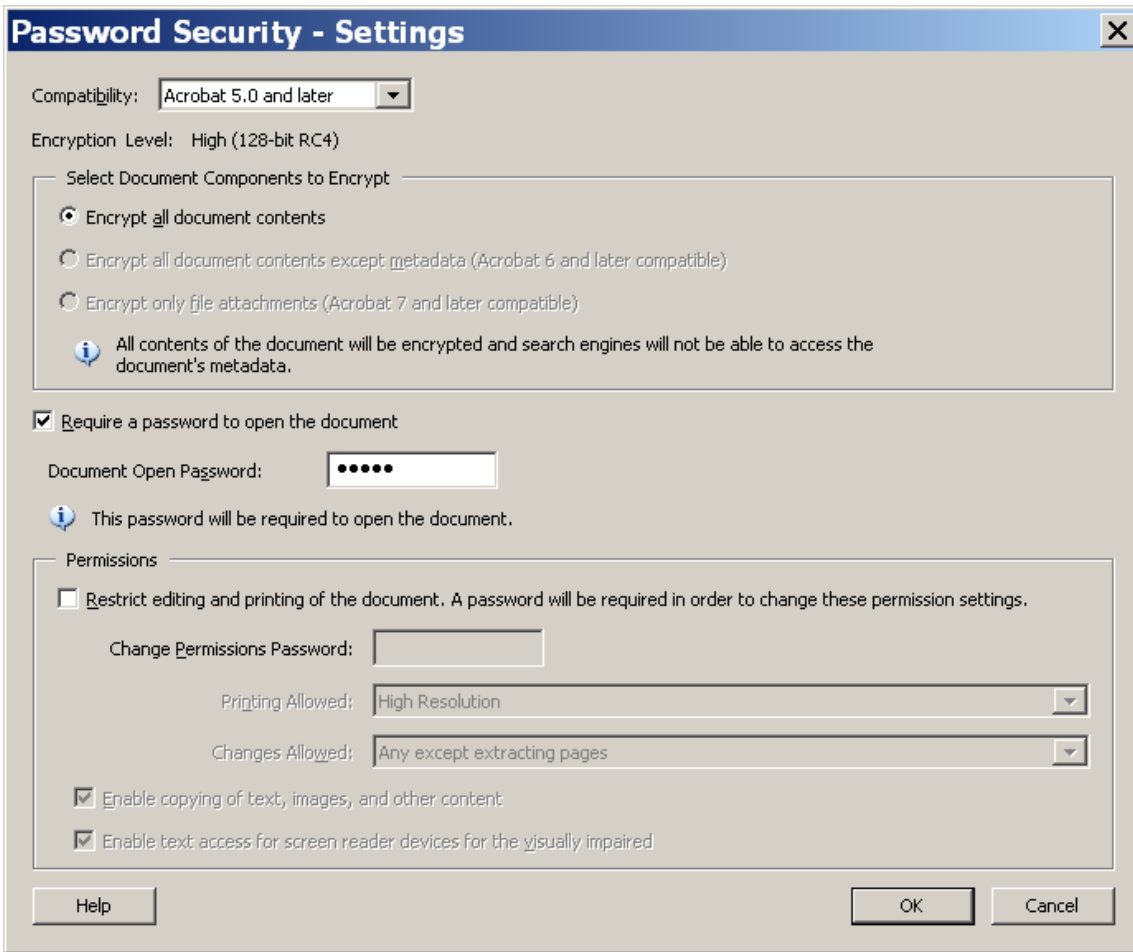 Password Security - Settings
Compatibility: Acrobat 5.0 and later
Encryption Level: High (128-bit RC4)
Select Document Components to Encrypt
Encrypt all document contents
Encrypt all document contents except metadata (Acrobat 6 and later compatible)
Encrypt only file attachments (Acrobat 7 and later compatible)
All contents of the document will be encrypted and search engines will not be able to access the
document's metadata.
Require a password to open the document
Document Open Password: •••••
This password will be required to open the document.
Permissions
Restrict editing and printing of the document. A password will be required in order to change these permission settings.
Change Permissions Password:
Printing Allowed: High Resolution
Changes Allowed: Any except extracting pages
Enable copying of text, images, and other content
Enable text access for screen reader devices for the visually impaired
Help OK Cancel